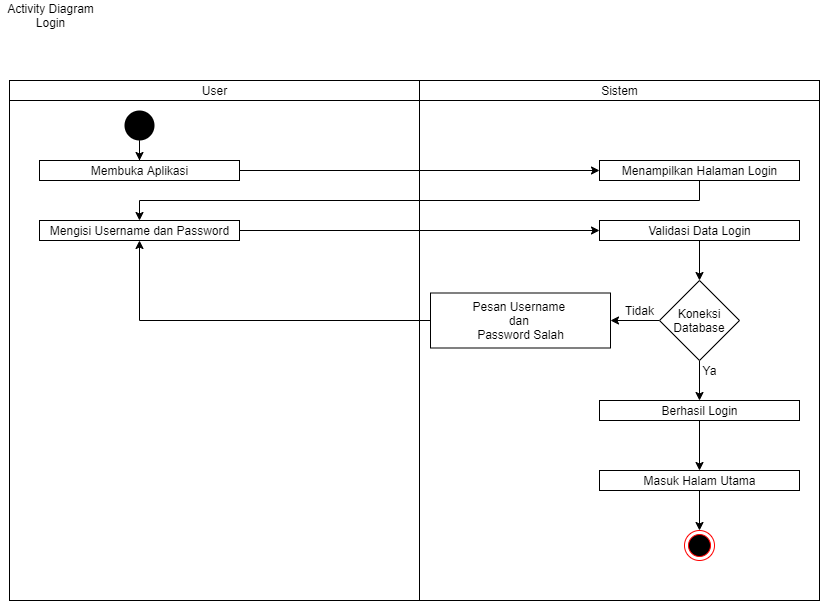 Activity Diagram
Login
User
Sistem
Membuka Aplikasi
Menampilkan Halaman Login
Mengisi Username dan Password
Validasi Data Login
Pesan Username
dan
Password Salah
Tidak
Koneksi
Database
Ya
Berhasil Login
Masuk Halam Utama